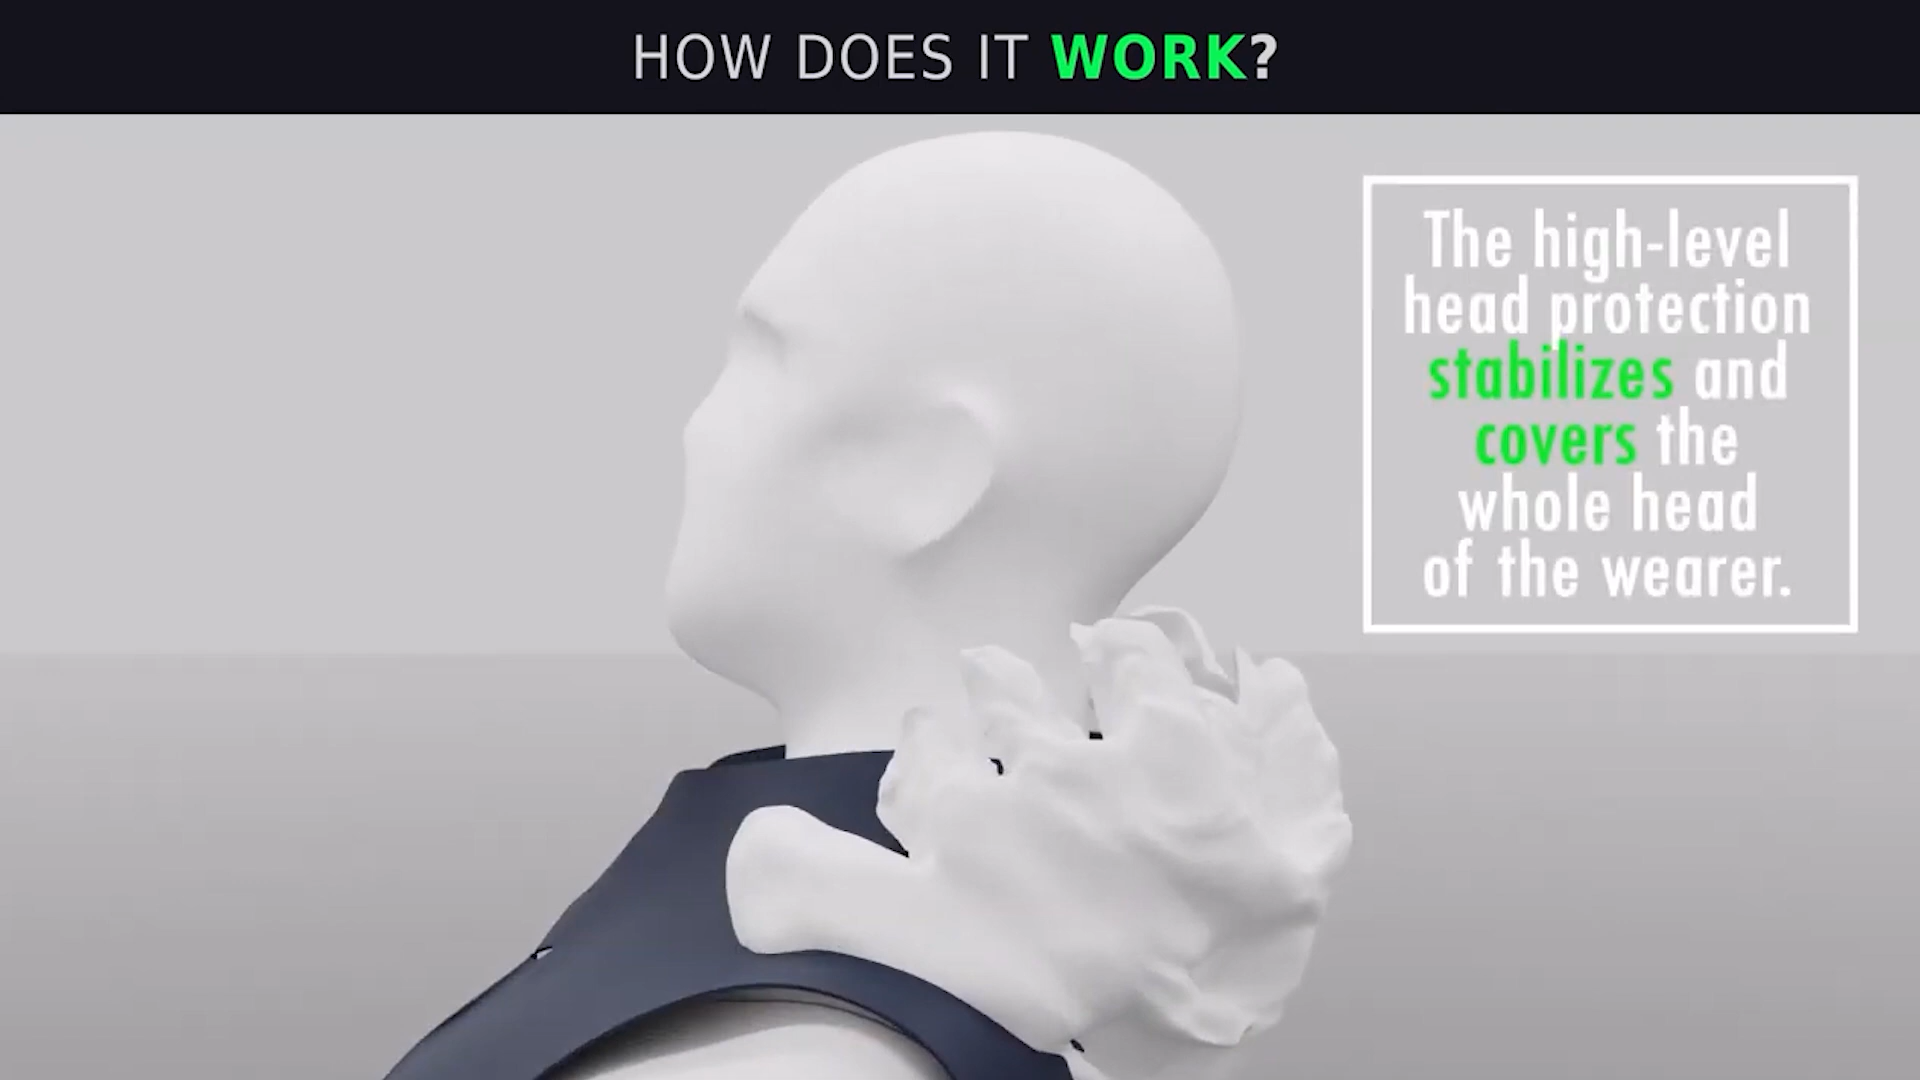 HOW DOES IT WORK?
The high-level
head protection
stabilizes and
covers the
whole head
of the wearer.